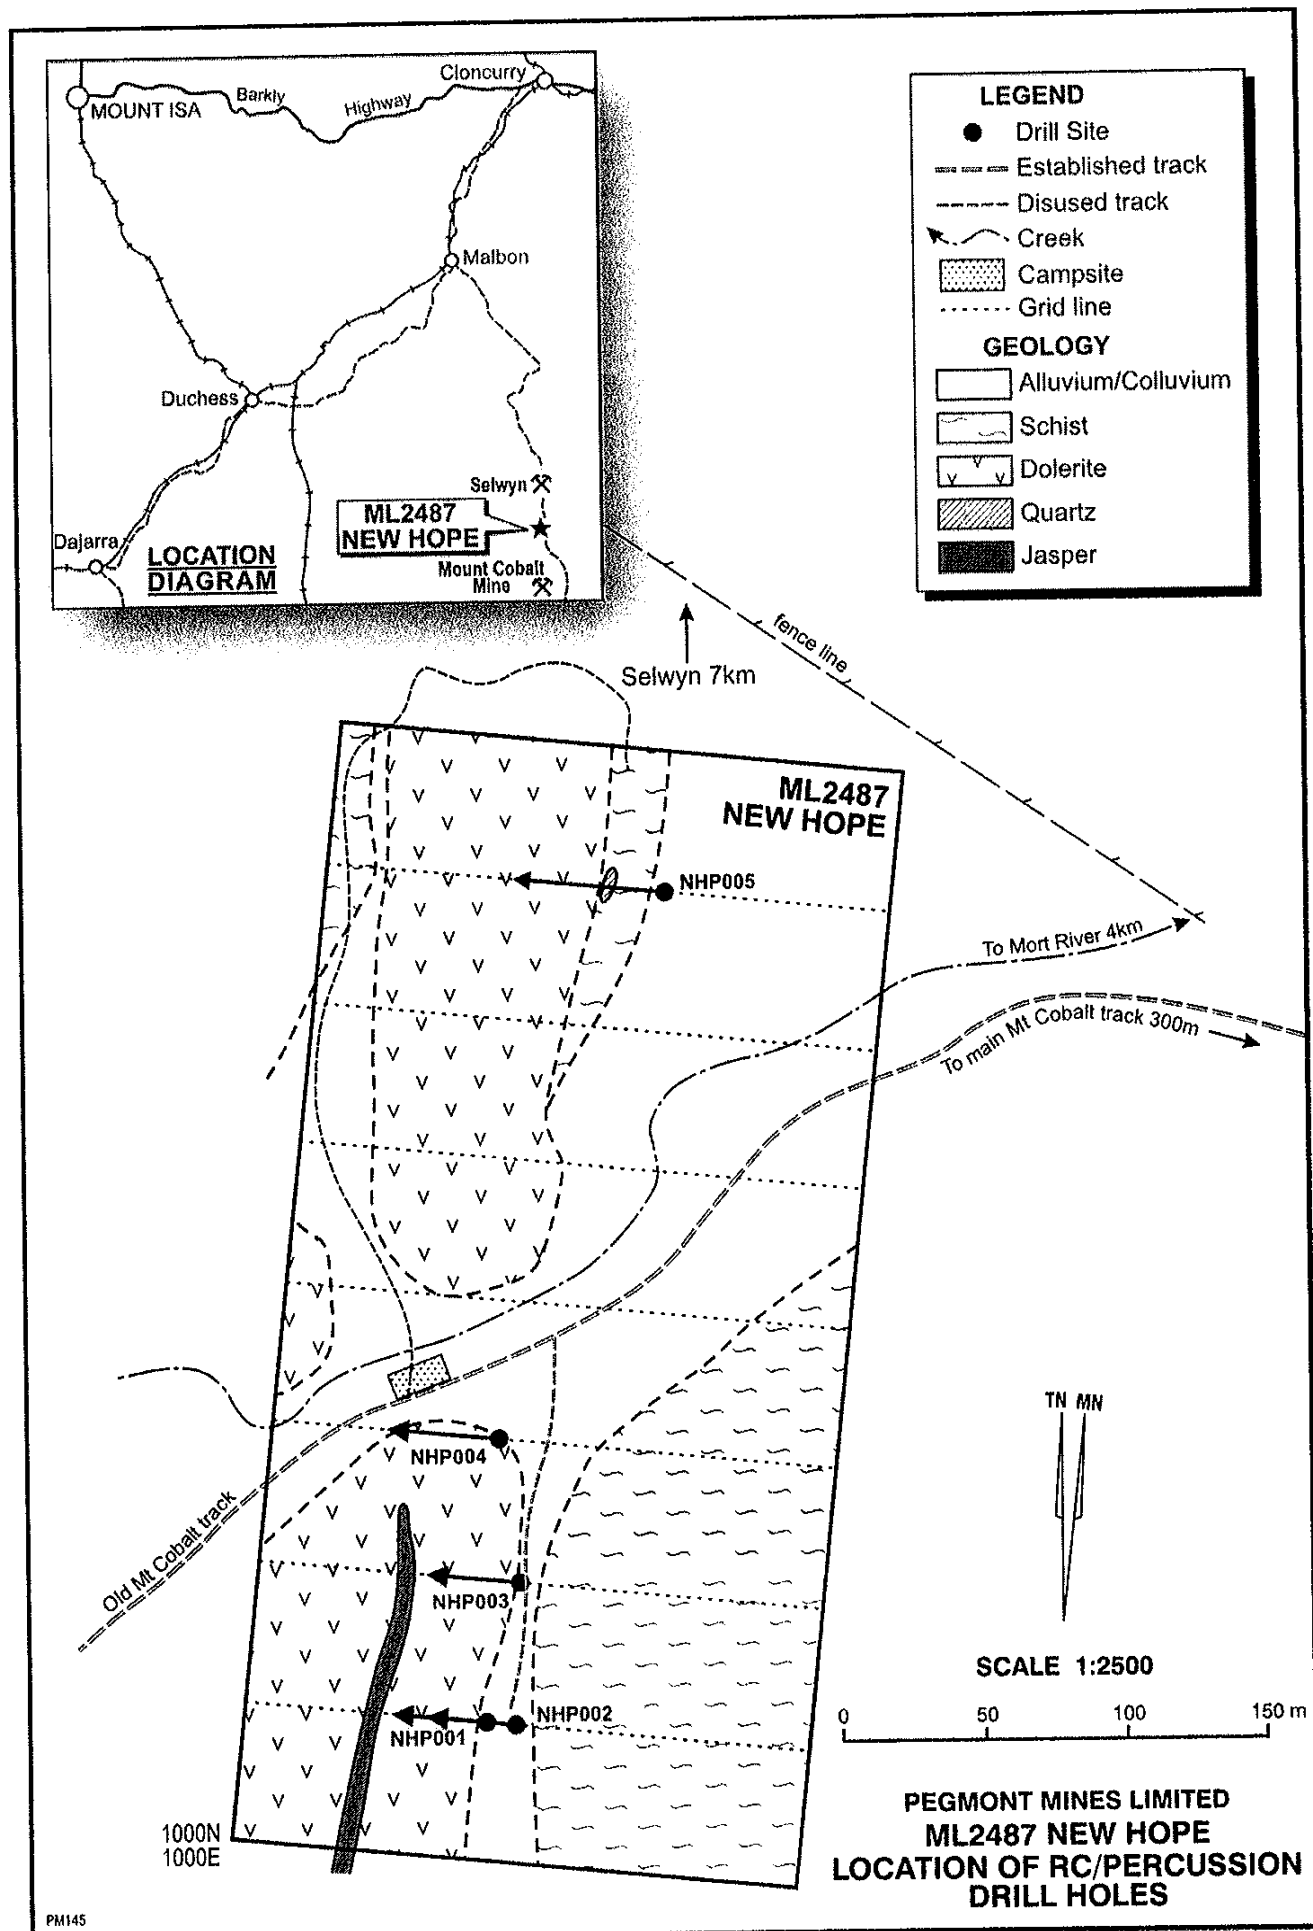 Cloncurry
MOUNT ISA
Barkly
Highway
Malbon
Duchess
Selwyn
ML2487
NEW HOPE
Dajarra
LOCATION
DIAGRAM
Mount Cobalt
Mine
LEGEND
Drill Site
Established track
Disused track
Creek
Campsite
Grid line
GEOLOGY
Alluvium/Colluvium
Schist
Dolerite
Quartz
Jasper
fence line
Selwyn 7km
ML2487
NEW HOPE
NHP005
To Mort River 4km
To main Mt Cobalt track 300m
TN MN
NHP004
Old Mt Cobalt track
NHP003
SCALE 1:2500
NHP002
NHP001
0 50 100 150 m
PEGMONT MINES LIMITED
ML2487 NEW HOPE
LOCATION OF RC/PERCUSSION
DRILL HOLES
1000N
1000E
PM145